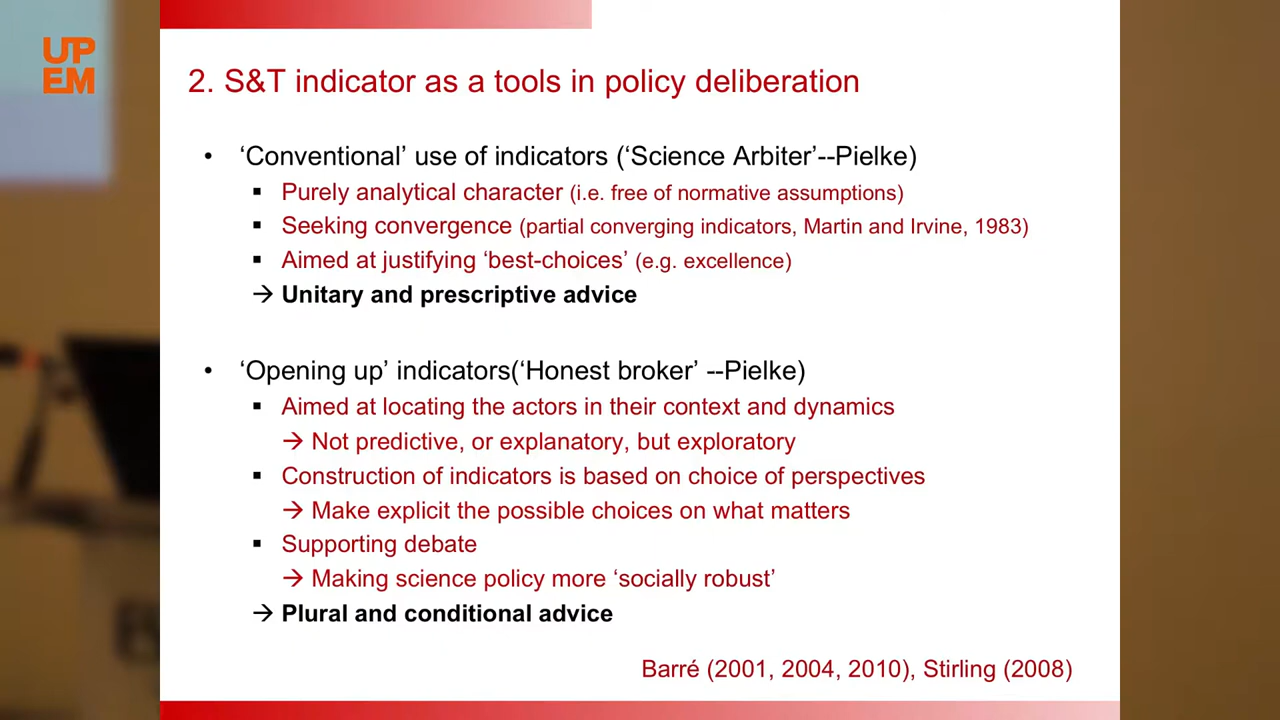 UP
EM
2. S&T indicator as a tools in policy deliberation
• ‘Conventional’ use of indicators (‘Science Arbiter’--Pielke)
▪ Purely analytical character (i.e. free of normative assumptions)
▪ Seeking convergence (partial converging indicators, Martin and Irvine, 1983)
▪ Aimed at justifying ‘best-choices’ (e.g. excellence)
→ Unitary and prescriptive advice
• ‘Opening up’ indicators(‘Honest broker’ --Pielke)
▪ Aimed at locating the actors in their context and dynamics
→ Not predictive, or explanatory, but exploratory
▪ Construction of indicators is based on choice of perspectives
→ Make explicit the possible choices on what matters
▪ Supporting debate
→ Making science policy more ‘socially robust’
→ Plural and conditional advice
Barré (2001, 2004, 2010), Stirling (2008)